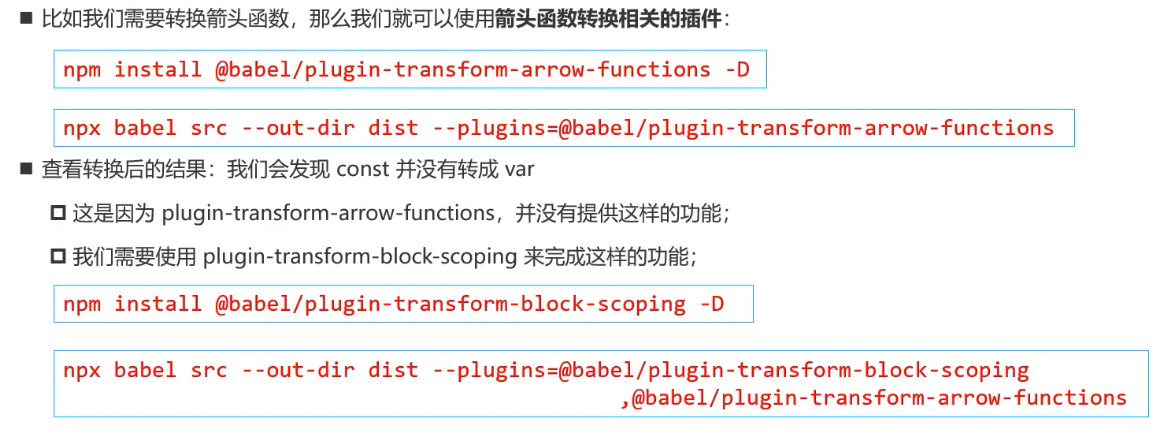 比如我们需要转换箭头函数，那么我们就可以使用箭头函数转换相关的插件：
npm install @babel/plugin-transform-arrow-functions -D
npx babel src --out-dir dist --plugins=@babel/plugin-transform-arrow-functions
查看转换后的结果：我们会发现 const 并没有转成 var
这是因为 plugin-transform-arrow-functions，并没有提供这样的功能；
我们需要使用 plugin-transform-block-scoping 来完成这样的功能；
npm install @babel/plugin-transform-block-scoping -D
npx babel src --out-dir dist --plugins=@babel/plugin-transform-block-scoping
,@babel/plugin-transform-arrow-functions